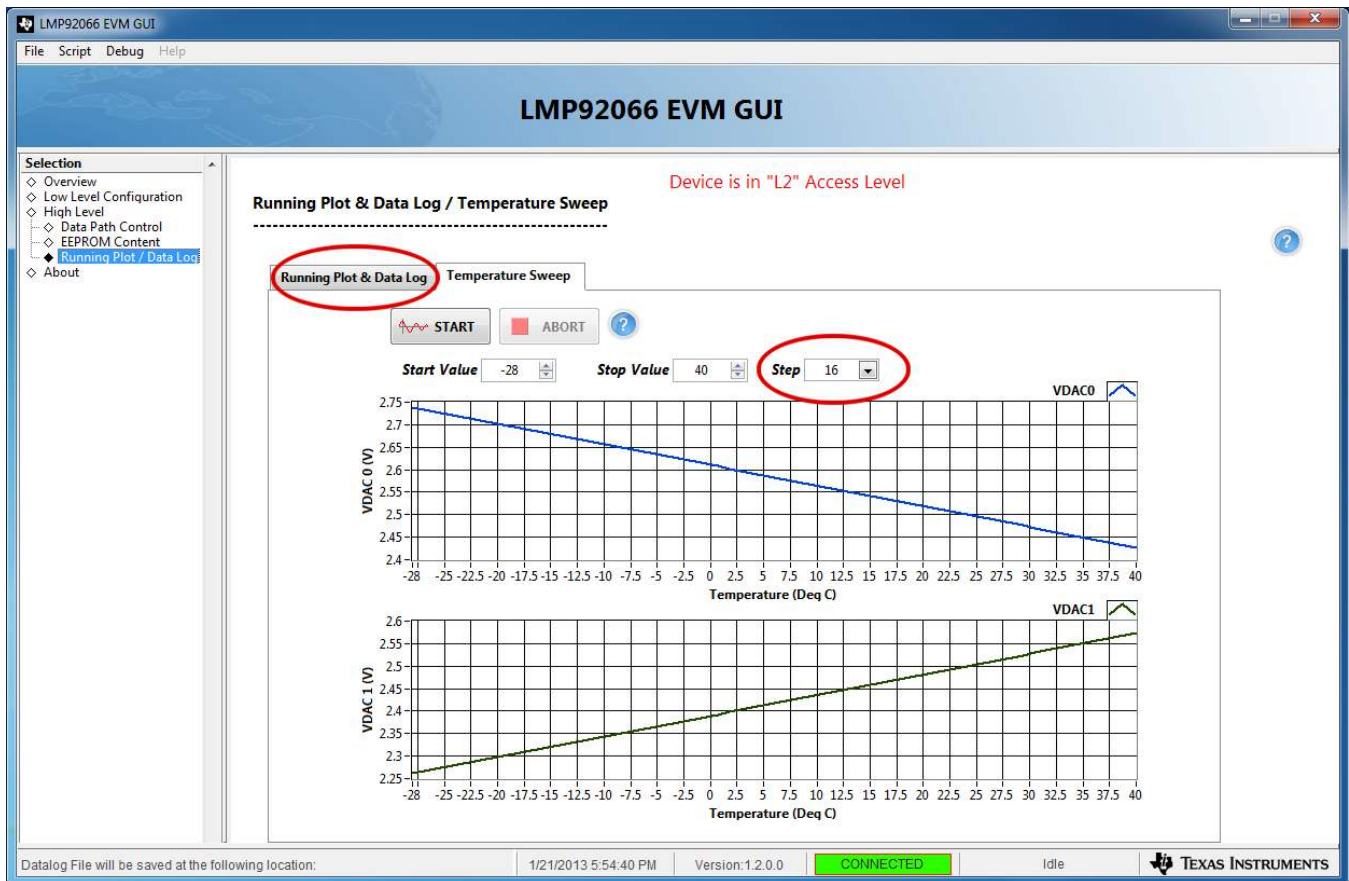 LMP92066 EVM GUI
File Script Debug Help
LMP92066 EVM GUI
Selection
Overview
Low Level Configuration
High Level
Data Path Control
EEPROM Content
Running Plot / Data Log
About
Device is in "L2" Access Level
Running Plot & Data Log / Temperature Sweep
-------------------------------------------------------
Running Plot & Data Log Temperature Sweep
START ABORT ?
Start Value -28 Stop Value 40 Step 16
VDAC0
VDAC 0 (V)
2.75
2.7
2.65
2.6
2.55
2.5
2.45
2.4
-28 -25 -22.5 -20 -17.5 -15 -12.5 -10 -7.5 -5 -2.5 0 2.5 5 7.5 10 12.5 15 17.5 20 22.5 25 27.5 30 32.5 35 37.5 40
Temperature (Deg C)
VDAC1
VDAC 1 (V)
2.6
2.55
2.5
2.45
2.4
2.35
2.3
2.25
-28 -25 -22.5 -20 -17.5 -15 -12.5 -10 -7.5 -5 -2.5 0 2.5 5 7.5 10 12.5 15 17.5 20 22.5 25 27.5 30 32.5 35 37.5 40
Temperature (Deg C)
?
Datalog File will be saved at the following location: 1/21/2013 5:54:40 PM Version:1.2.0.0 CONNECTED Idle TEXAS INSTRUMENTS